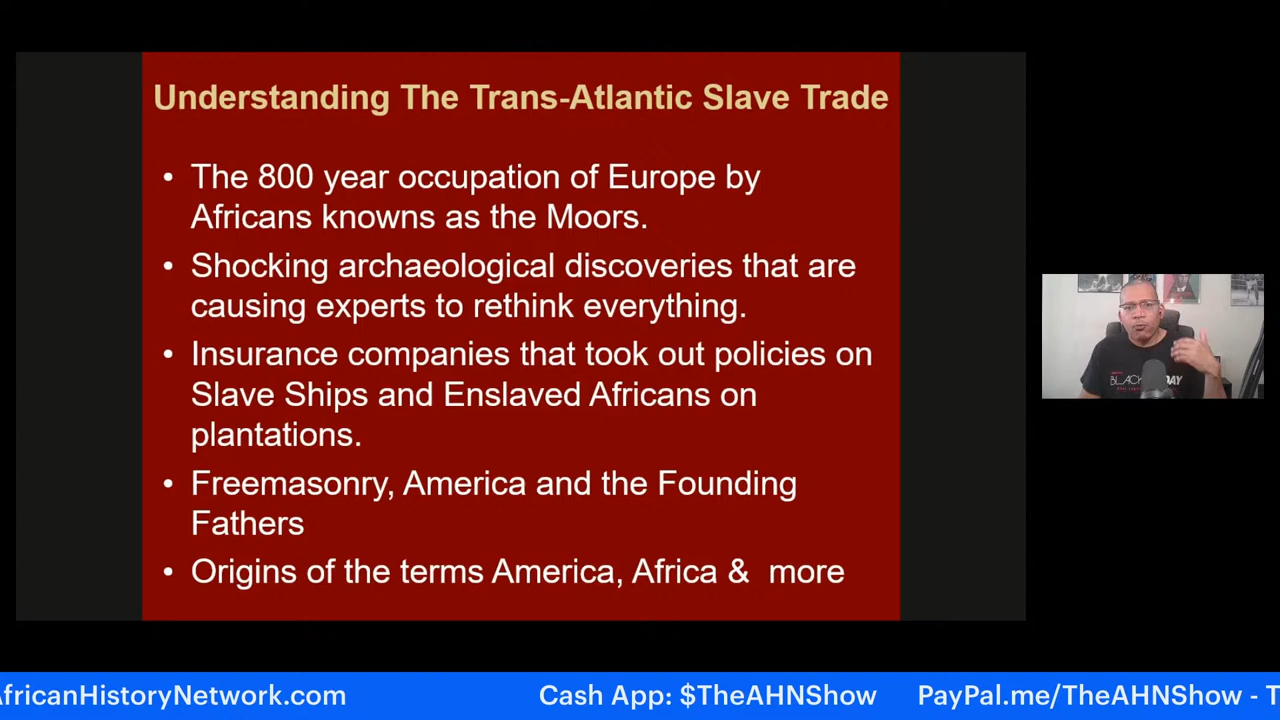 Understanding The Trans-Atlantic Slave Trade
• The 800 year occupation of Europe by
Africans knowns as the Moors.
• Shocking archaeological discoveries that are
causing experts to rethink everything.
• Insurance companies that took out policies on
Slave Ships and Enslaved Africans on
plantations.
• Freemasonry, America and the Founding
Fathers
• Origins of the terms America, Africa & more
AfricanHistoryNetwork.com Cash App: $TheAHNShow PayPal.me/TheAHNShow - T